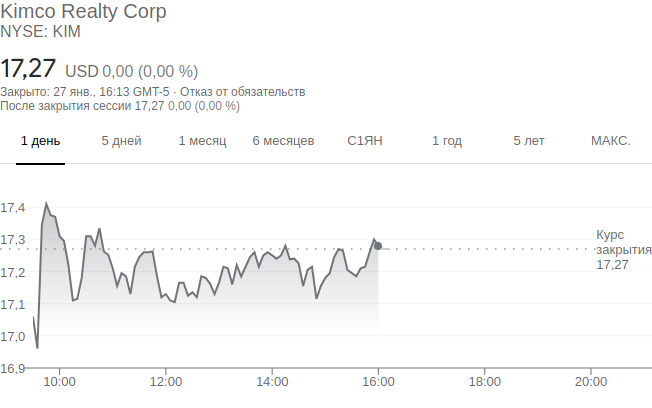 Kimco Realty Corp
NYSE: KIM
17,27 USD 0,00 (0,00 %)
Закрыто: 27 янв., 16:13 GMT-5 · Отказ от обязательств
После закрытия сессии 17,27 0,00 (0,00 %)
1 день 5 дней 1 месяц 6 месяцев С1ЯН 1 год 5 лет МАКС.
17,4
17,3
17,2
17,1
17,0
16,9
Курс
закрытия
17,27
10:00 12:00 14:00 16:00 18:00 20:00